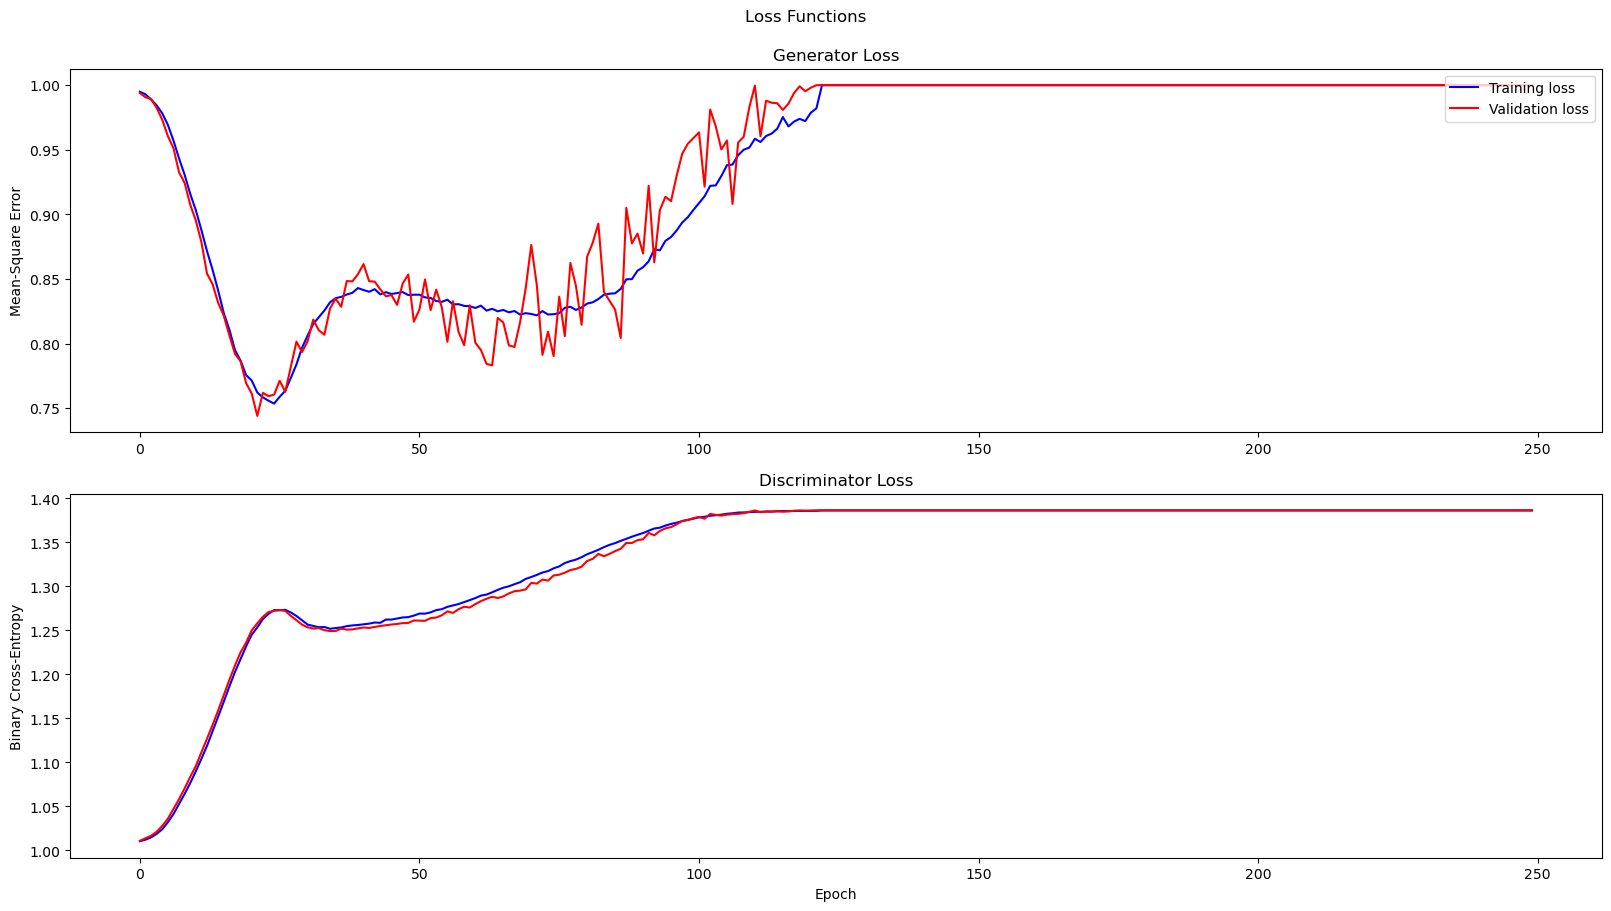 Loss Functions
Generator Loss
Mean-Square Error
1.00
0.95
0.90
0.85
0.80
0.75
Training loss
Validation loss
0 50 100 150 200 250
Discriminator Loss
Binary Cross-Entropy
1.40
1.35
1.30
1.25
1.20
1.15
1.10
1.05
1.00
0 50 100 150 200 250
Epoch